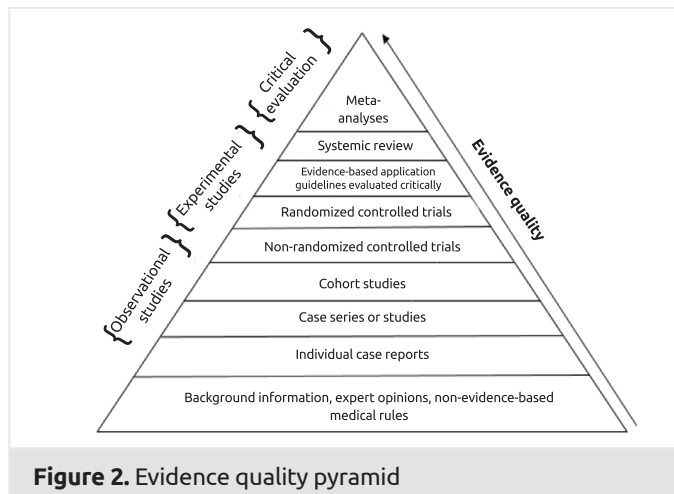 Critical
evaluation
Experimental
studies
Observational
studies
Evidence quality
Meta-
analyses
Systemic review
Evidence-based application
guidelines evaluated critically
Randomized controlled trials
Non-randomized controlled trials
Cohort studies
Case series or studies
Individual case reports
Background information, expert opinions, non-evidence-based
medical rules
Figure 2. Evidence quality pyramid